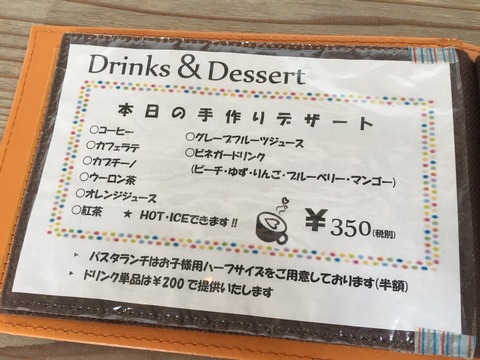 Drinks & Dessert
本日の手作りデザート
○コーヒー
○カフェラテ
○カプチーノ
○ウーロン茶
○オレンジジュース
○紅茶 ★ HOT・ICEできます!!
○グレープフルーツジュース
○ビネガードリンク
(ピーチ・ゆず・りんご・ブルーベリー・マンゴー)
¥350(税別)
▸ パスタランチはお子様用ハーフサイズをご用意しております(半額)
▸ ドリンク単品は¥200で提供いたします